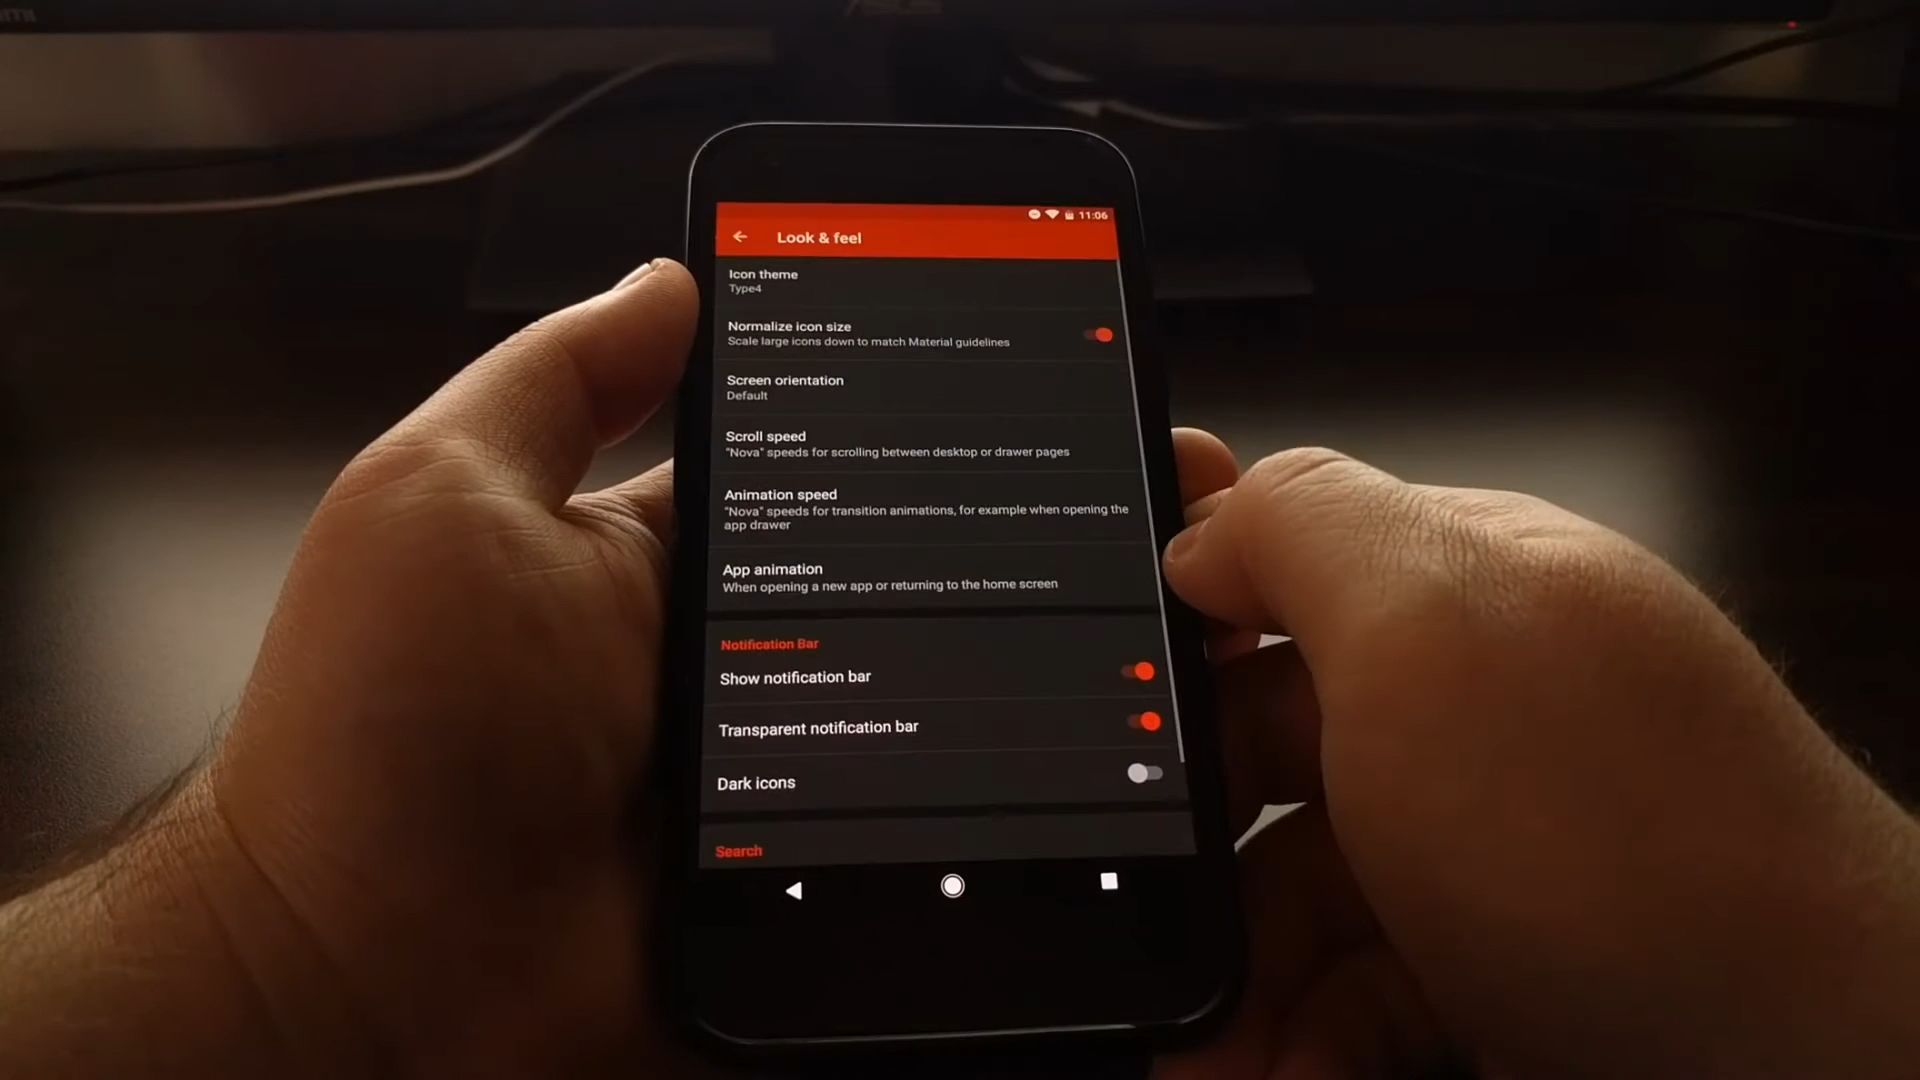 ASUS
11:06
Look & feel
Icon theme
Type4
Normalize icon size
Scale large icons down to match Material guidelines
Screen orientation
Default
Scroll speed
"Nova" speeds for scrolling between desktop or drawer pages
Animation speed
"Nova" speeds for transition animations, for example when opening the
app drawer
App animation
When opening a new app or returning to the home screen
Notification Bar
Show notification bar
Transparent notification bar
Dark icons
Search